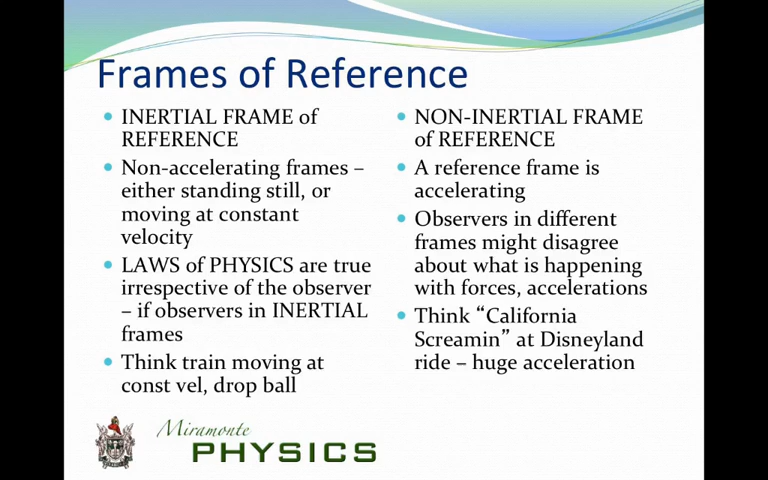 Frames of Reference
INERTIAL FRAME of
REFERENCE
Non-accelerating frames –
either standing still, or
moving at constant
velocity
LAWS of PHYSICS are true
irrespective of the observer
– if observers in INERTIAL
frames
Think train moving at
const vel, drop ball
NON-INERTIAL FRAME
of REFERENCE
A reference frame is
accelerating
Observers in different
frames might disagree
about what is happening
with forces, accelerations
Think “California
Screamin” at Disneyland
ride – huge acceleration
Miramonte
PHYSICS